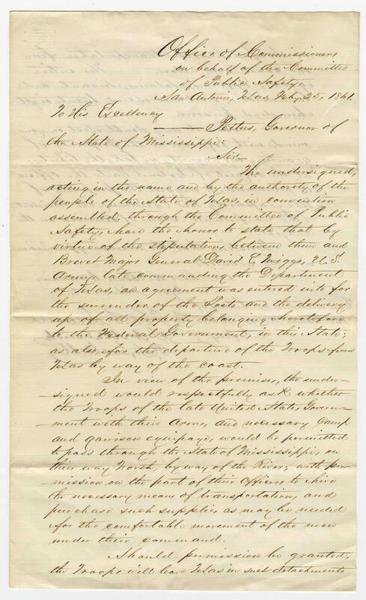 Office of Commissioners
on behalf of the Committee
of Public Safety,
San Antonio, Texas, Feby 25, 1861.
To His Excellency
Pettus, Governor of
the State of Mississippi:
Sir
The undersigned,
acting in the name and by the authority of the
people of the State of Texas, in convention
assembled, through the Committee of Public
Safety, have the honor to state that by
virtue of the stipulations between them and
Brevet Major General David E. Twiggs, U.S.
Army, late commanding the Department
of Texas, an agreement was entered into for
the surrender of the Posts and the delivery
up of all property belonging heretofore
to the Federal Government, in this State;
as also for the departure of the Troops from
Texas by way of the coast.
In view of the premises, the under-
-signed would respectfully ask whether
the Troops of the late United States Govern-
-ment with their Arms, and necessary Camp
and garrison equipage, would be permitted
to pass through the State of Mississippi, on
their way North, by way of the River; with per-
-mission on the part of their Officers to hire
the necessary means of transportation, and
purchase such supplies as may be needed
for the comfortable movement of the men
under their command.
Should permission be granted,
the Troops will leave Texas in such detachments